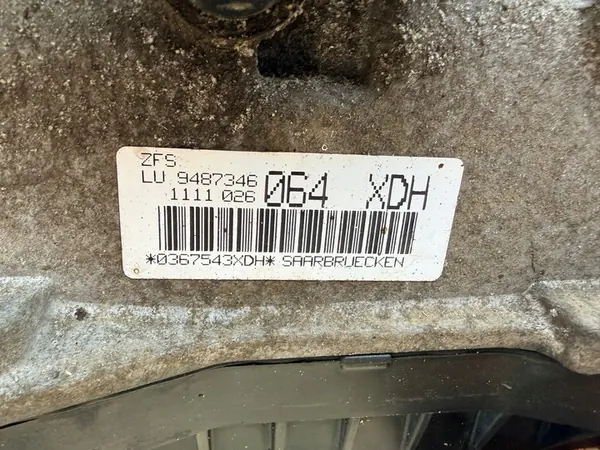 ZFS
LU 9487346 064 XDH
1111 026
*0367543XDH* SAARBRUECKEN